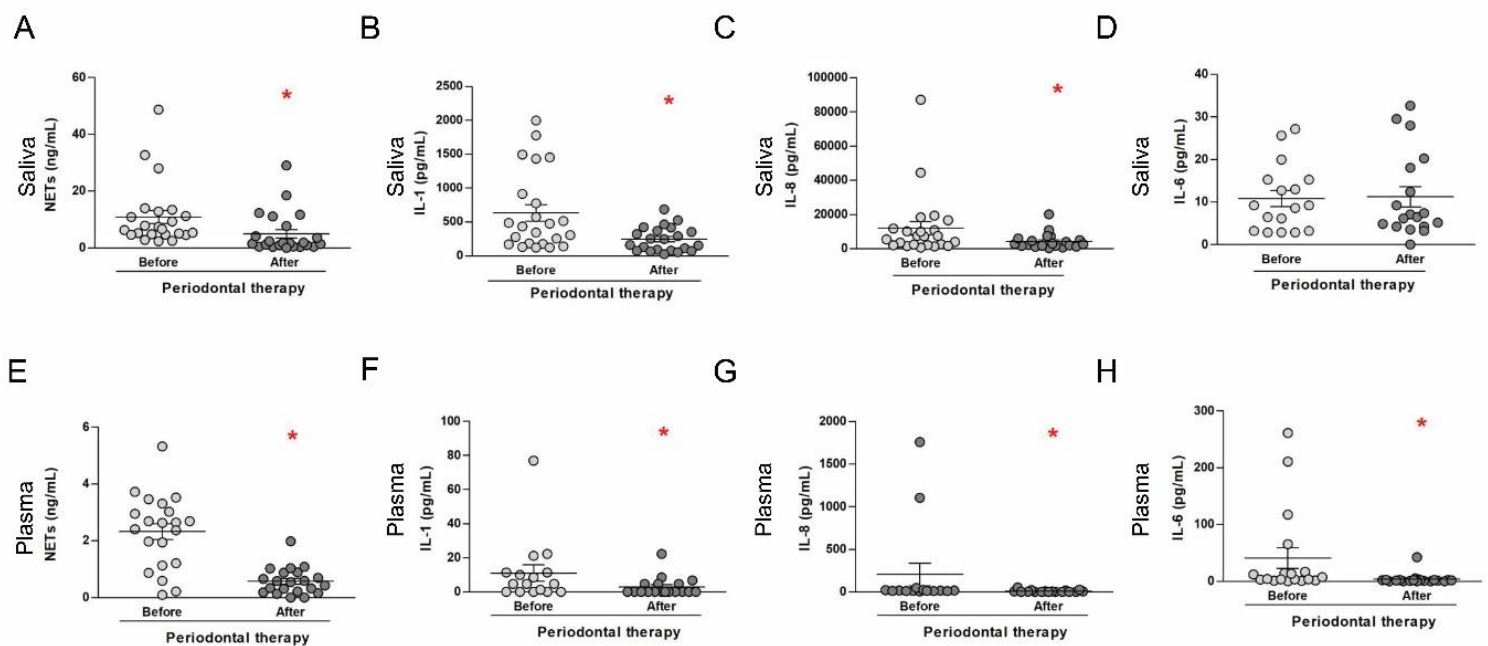 A
Saliva
NETs (ng/mL)
60
40
20
0
*
Before
After
Periodontal therapy
B
Saliva
IL-1 (pg/mL)
2500
2000
1500
1000
500
0
*
Before
After
Periodontal therapy
C
Saliva
IL-8 (pg/mL)
100000
80000
60000
40000
20000
0
*
Before
After
Periodontal therapy
D
Saliva
IL-6 (pg/mL)
40
30
20
10
0
Before
After
Periodontal therapy
E
Plasma
NETs (ng/mL)
6
4
2
0
*
Before
After
Periodontal therapy
F
Plasma
IL-1 (pg/mL)
100
80
60
40
20
0
*
Before
After
Periodontal therapy
G
Plasma
IL-8 (pg/mL)
2000
1500
1000
500
0
*
Before
After
Periodontal therapy
H
Plasma
IL-6 (pg/mL)
300
200
100
0
*
Before
After
Periodontal therapy